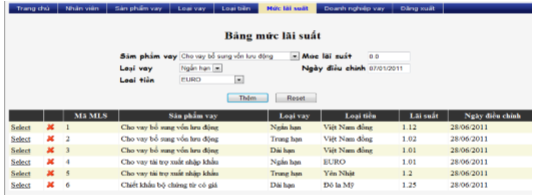 Trang chủ Nhân viên Sản phẩm vay Loại vay Loại tiền Mức lãi suất Doanh nghiệp vay Đăng xuất
Bảng mức lãi suất
Sảm phẩm vay Cho vay bổ sung vốn lưu động Moc lãi suất 0.0
Loại vay Ngắn hạn Ngày điều chỉnh 07/01/2011
Loai tiền EURO
Thêm Reset
Mã MLS Sản phẩm vay Loại vay Loại tiền Lãi suất Ngày điều chỉnh
Select 1 Cho vay bổ sung vốn lưu động Ngắn hạn Việt Nam đồng 1.12 28/06/2011
Select 2 Cho vay bổ sung vốn lưu động Trung hạn Việt Nam đồng 1.02 28/06/2011
Select 3 Cho vay bổ sung vốn lưu động Dài hạn Việt Nam đồng 1.01 28/06/2011
Select 4 Cho vay tài trợ xuất nhập khẩu Ngắn hạn EURO 1.01 28/06/2011
Select 5 Cho vay tài trợ xuất nhập khẩu Trung hạn Yên Nhật 1.2 28/06/2011
Select 6 Chiết khấu bộ chứng từ có giá Dài hạn Đô la Mỹ 1.25 28/06/2011